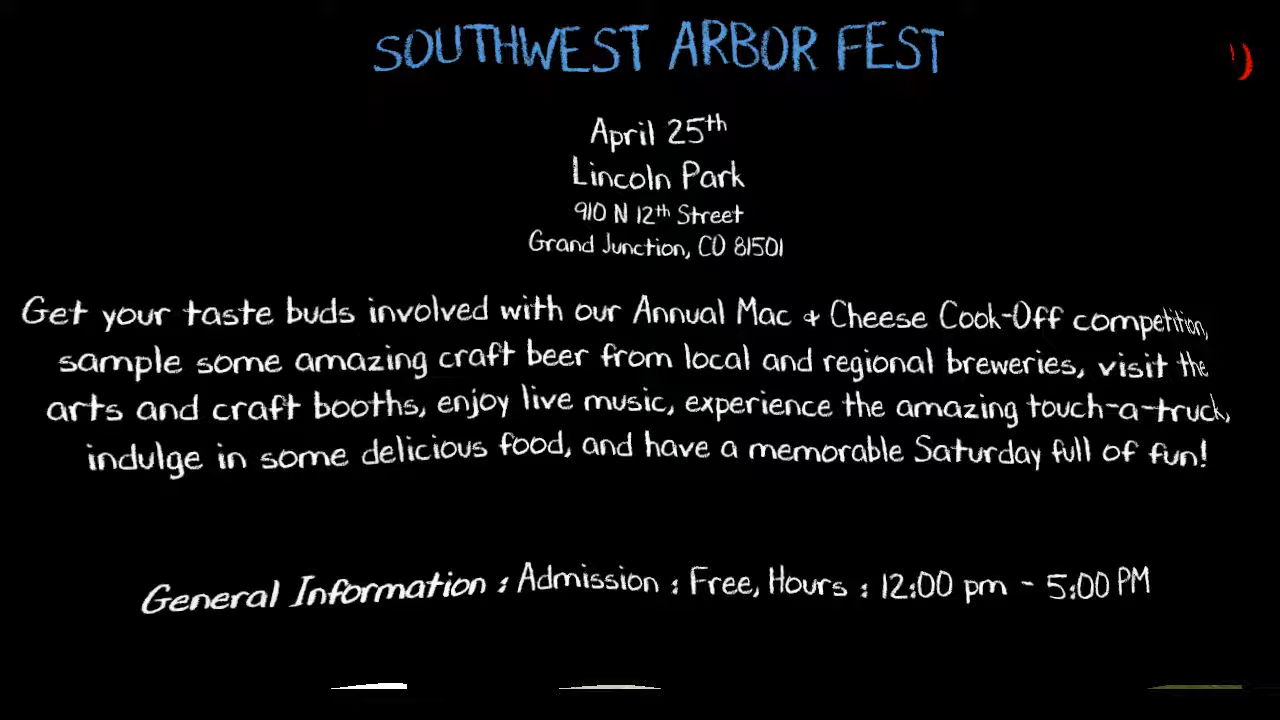 SOUTHWEST ARBOR FEST
April 25th
Lincoln Park
910 N 12th Street
Grand Junction, CO 81501
Get your taste buds involved with our Annual Mac & Cheese Cook-Off competition,
sample some amazing craft beer from local and regional breweries, visit the
arts and craft booths, enjoy live music, experience the amazing touch-a-truck,
indulge in some delicious food, and have a memorable Saturday full of fun!
General Information : Admission : Free, Hours : 12:00 pm - 5:00 PM